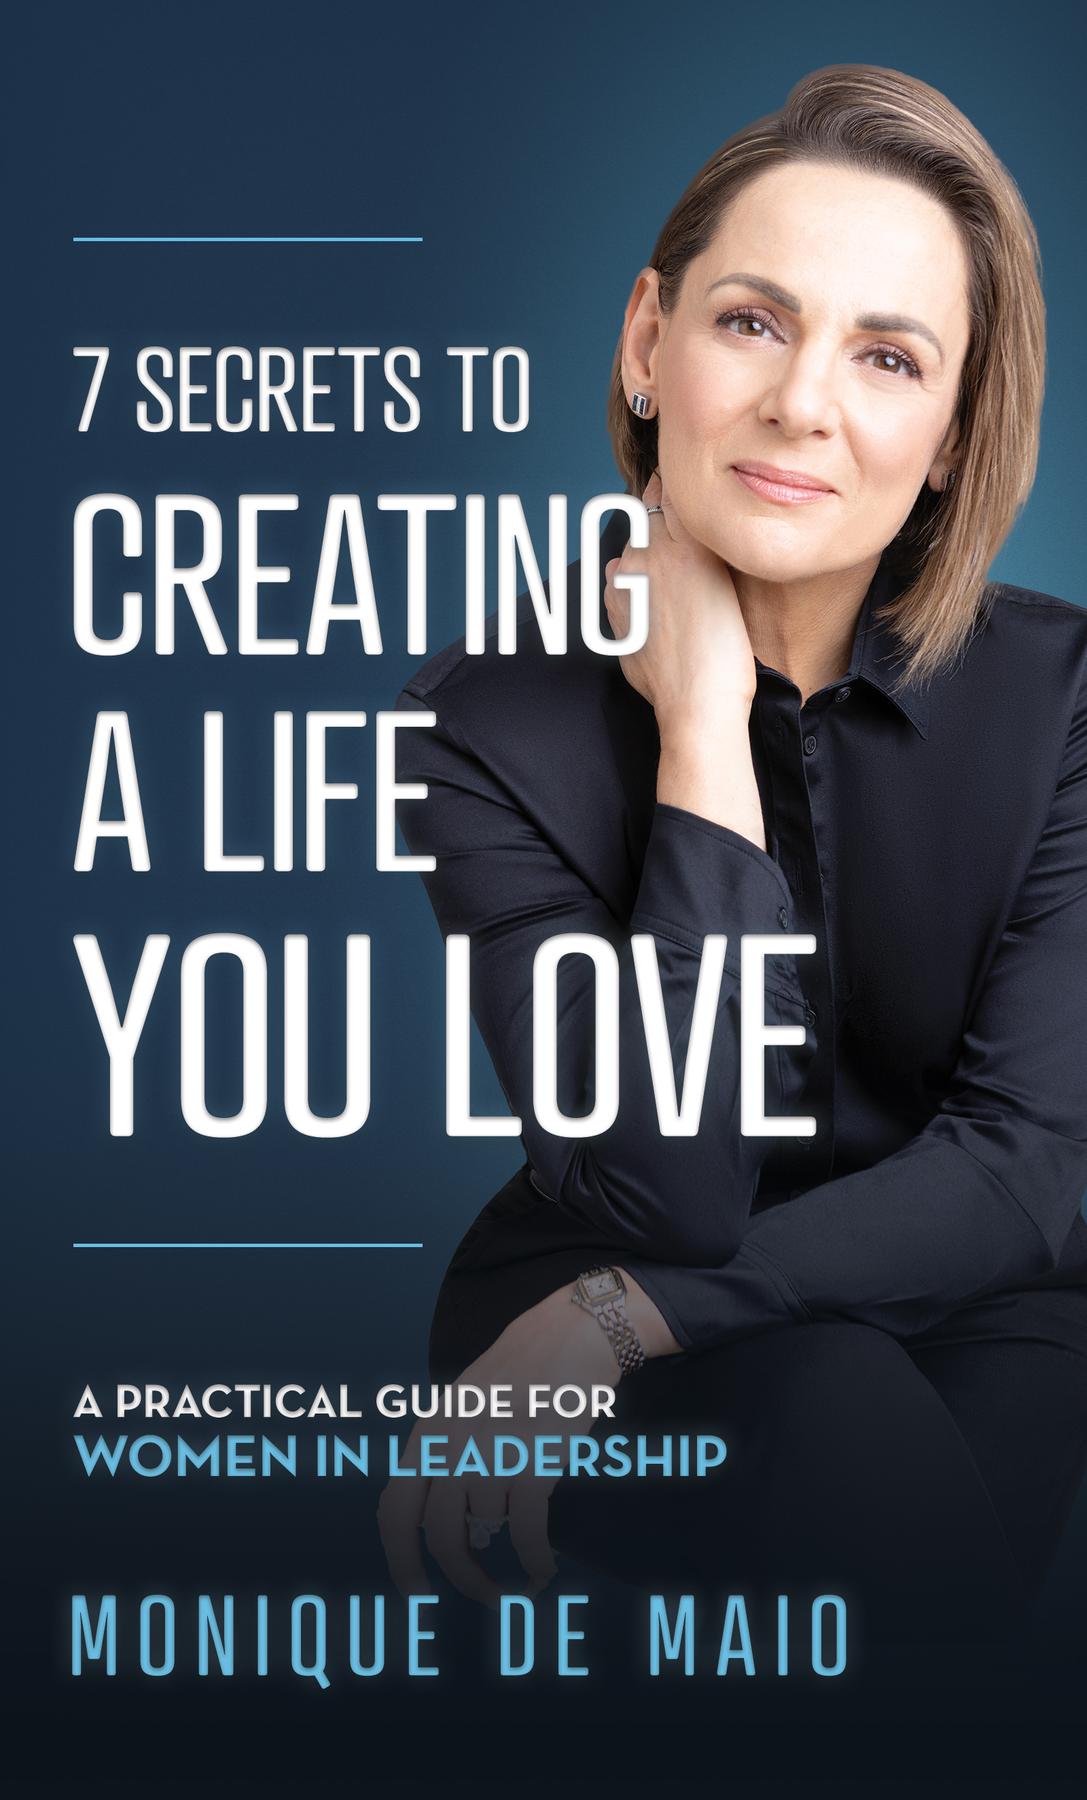 7 SECRETS TO
CREATING
A LIFE
YOU LOVE
A PRACTICAL GUIDE FOR
WOMEN IN LEADERSHIP
MONIQUE DE MAIO